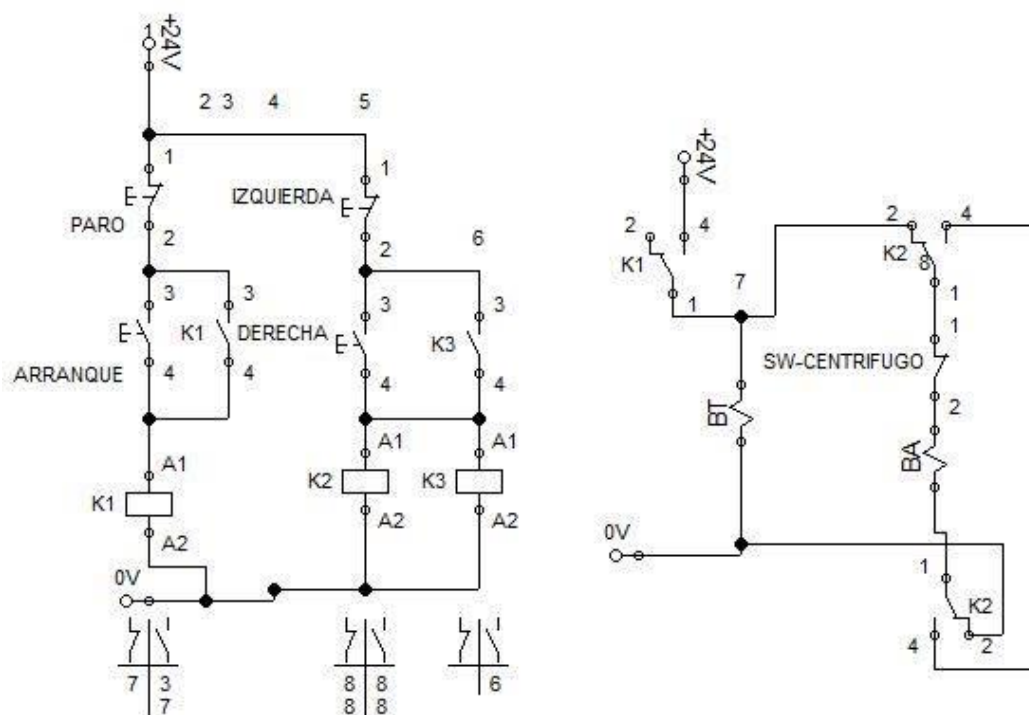 1
+24V
2 3 4 5
1
PARO
2
1
IZQUIERDA
2
6
3
ARRANQUE
4
3
K1
4
3
DERECHA
4
3
K3
4
A1
K1
A2
A1
K2
A2
A1
K3
A2
0V
7 3
7
8 8
8 8
6
+24V
2 4
K1
1
7
2 4
K2
8
1
1
SW-CENTRIFUGO
2
BT
BA
0V
1
K2
4 2